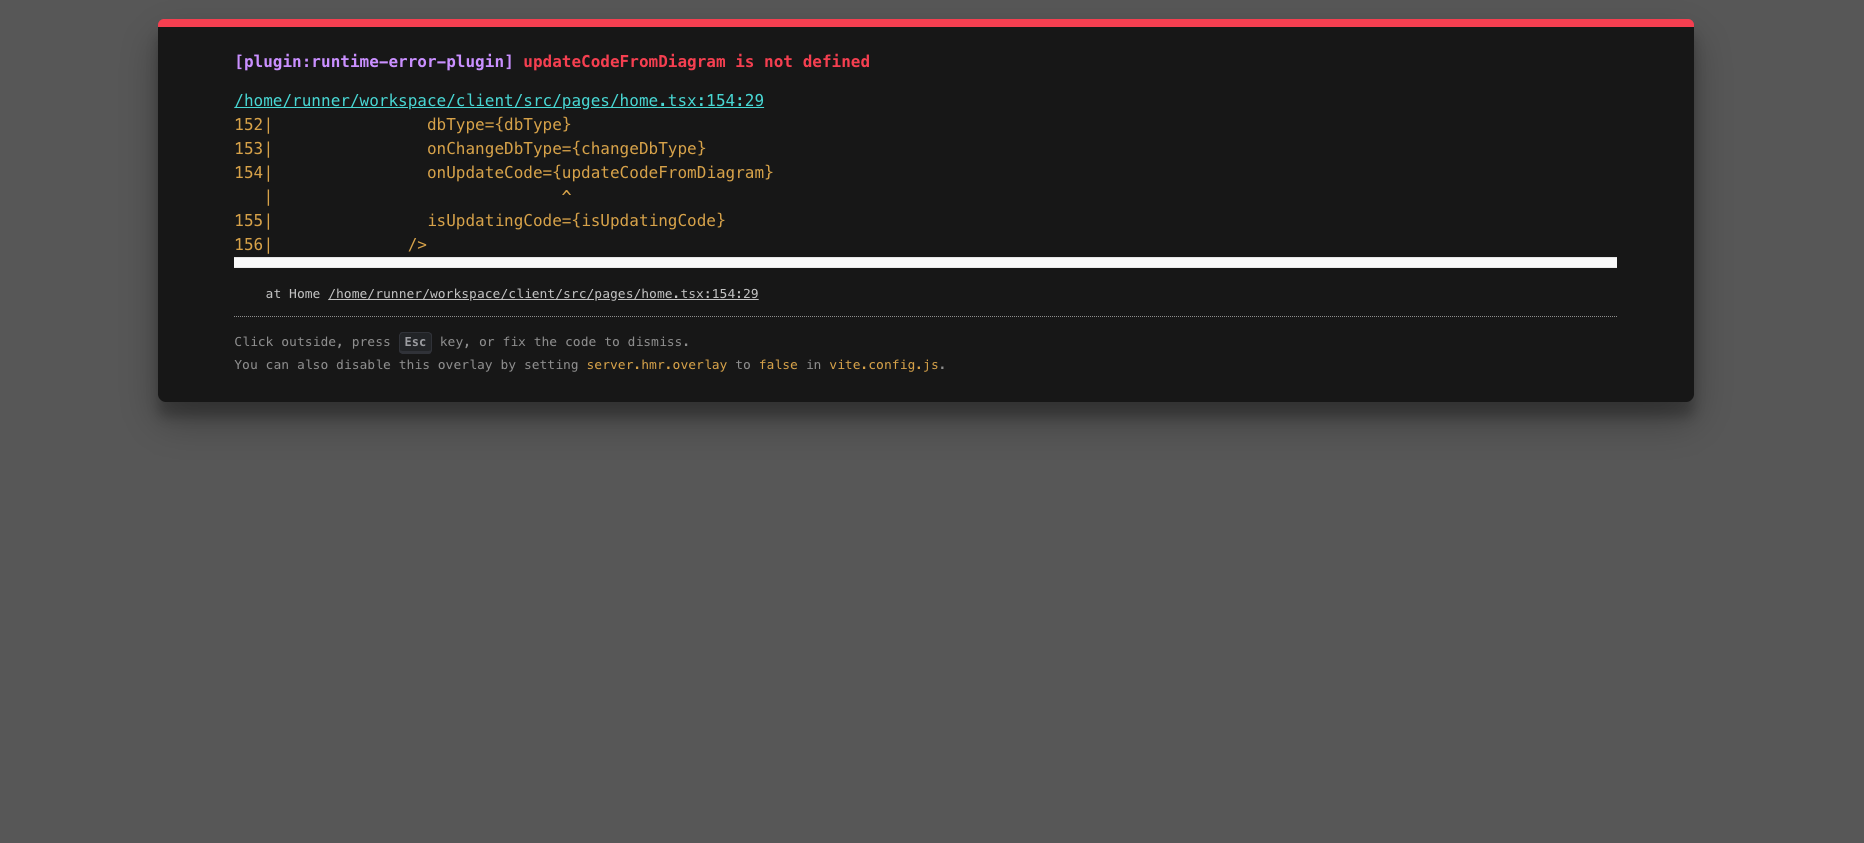 [plugin:runtime-error-plugin] updateCodeFromDiagram is not defined
/home/runner/workspace/client/src/pages/home.tsx:154:29
152|                dbType={dbType}
153|                onChangeDbType={changeDbType}
154|                onUpdateCode={updateCodeFromDiagram}
   |                              ^
155|                isUpdatingCode={isUpdatingCode}
156|              />
at Home /home/runner/workspace/client/src/pages/home.tsx:154:29
Click outside, press Esc key, or fix the code to dismiss.
You can also disable this overlay by setting server.hmr.overlay to false in vite.config.js.